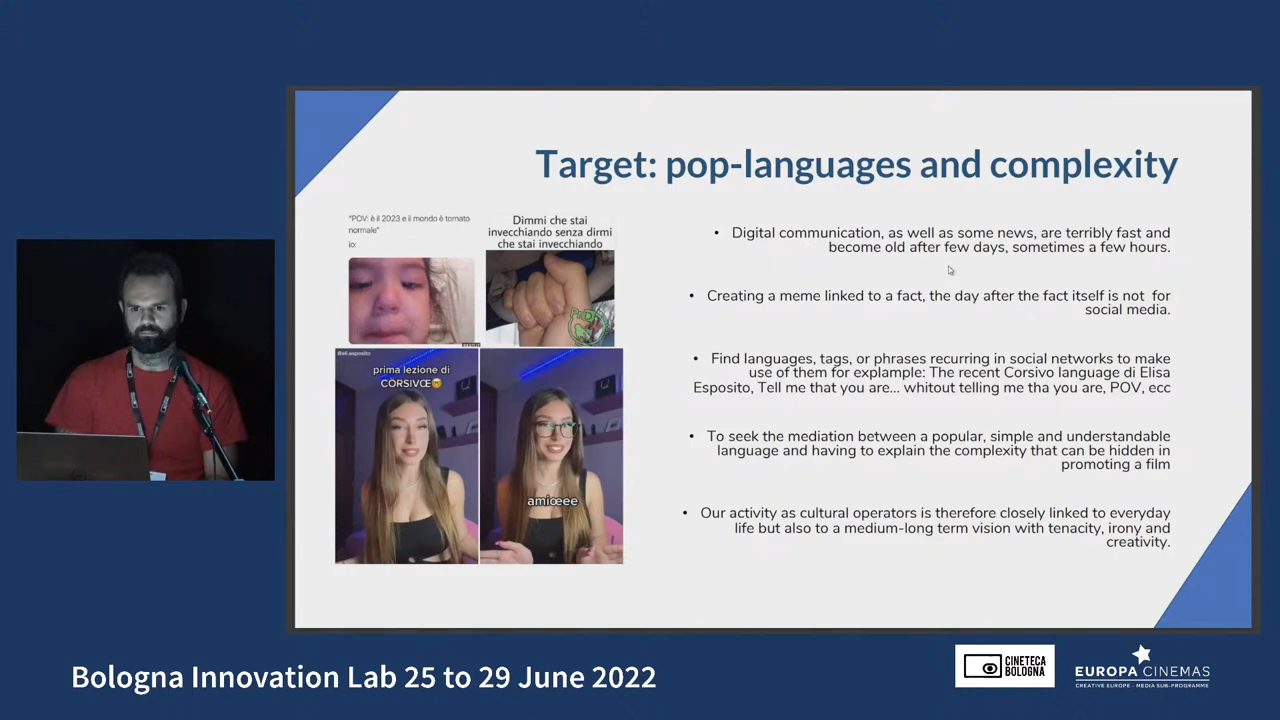 Target: pop-languages and complexity
"POV: è il 2023 e il mondo è tornato
normale"
io:
Dimmi che stai
invecchiando senza dirmi
che stai invecchiando
@eli.esposito
prima lezione di
CÖRSIVŒ
amiœeee
• Digital communication, as well as some news, are terribly fast and
become old after few days, sometimes a few hours.
• Creating a meme linked to a fact, the day after the fact itself is not for
social media.
• Find languages, tags, or phrases recurring in social networks to make
use of them for explample: The recent Corsivo language di Elisa
Esposito, Tell me that you are... whitout telling me tha you are, POV, ecc
• To seek the mediation between a popular, simple and understandable
language and having to explain the complexity that can be hidden in
promoting a film
• Our activity as cultural operators is therefore closely linked to everyday
life but also to a medium-long term vision with tenacity, irony and
creativity.
Bologna Innovation Lab 25 to 29 June 2022
CINETECA
BOLOGNA
EUROPA CINEMAS
CREATIVE EUROPE - MEDIA SUB-PROGRAMME